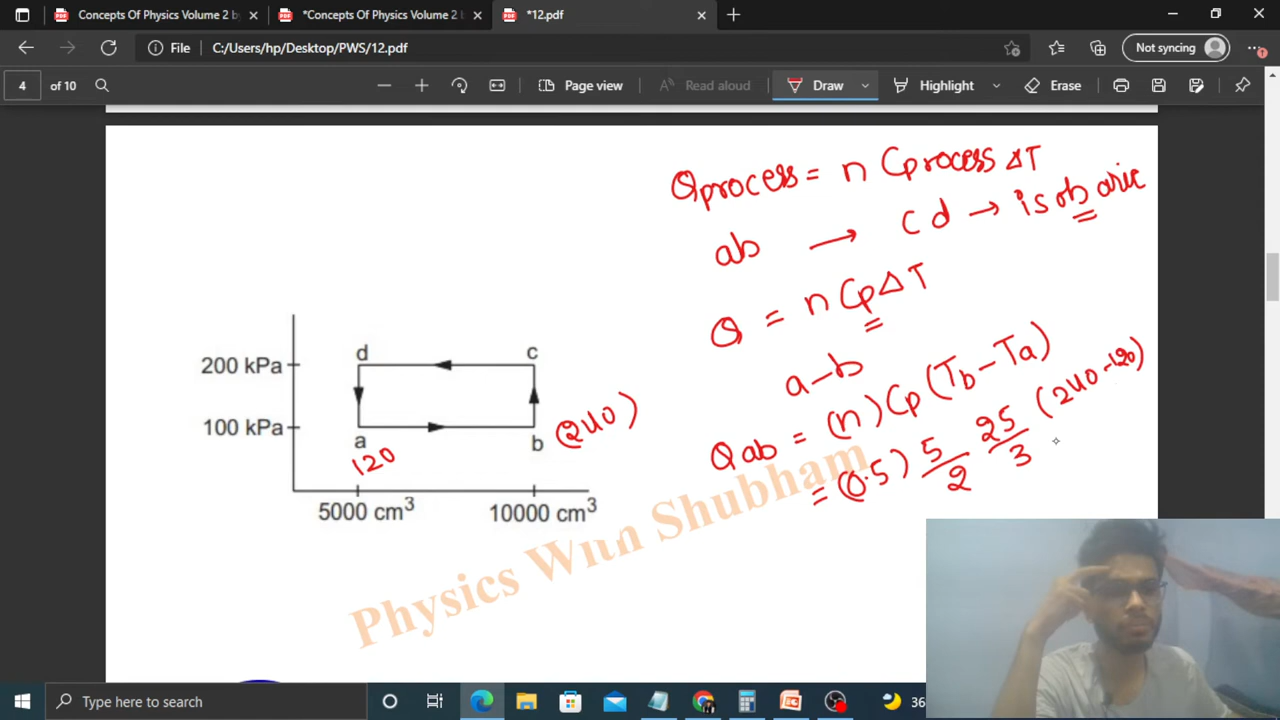 Concepts Of Physics Volume 2 by
*Concepts Of Physics Volume 2 b
*12.pdf
File C:/Users/hp/Desktop/PWS/12.pdf Not syncing
4 of 10 Page view Read aloud Draw Highlight Erase
Qprocess = n Cprocess ΔT
ab → cd → isobaric
Q = n Cp ΔT
a-b
Qab = (n) Cp (Tb - Ta)
= (0.5) 5/2 25/3 (240-120)
d c
200 kPa
100 kPa
a b
120 (240)
5000 cm³ 10000 cm³
Physics With Shubham
Type here to search 36